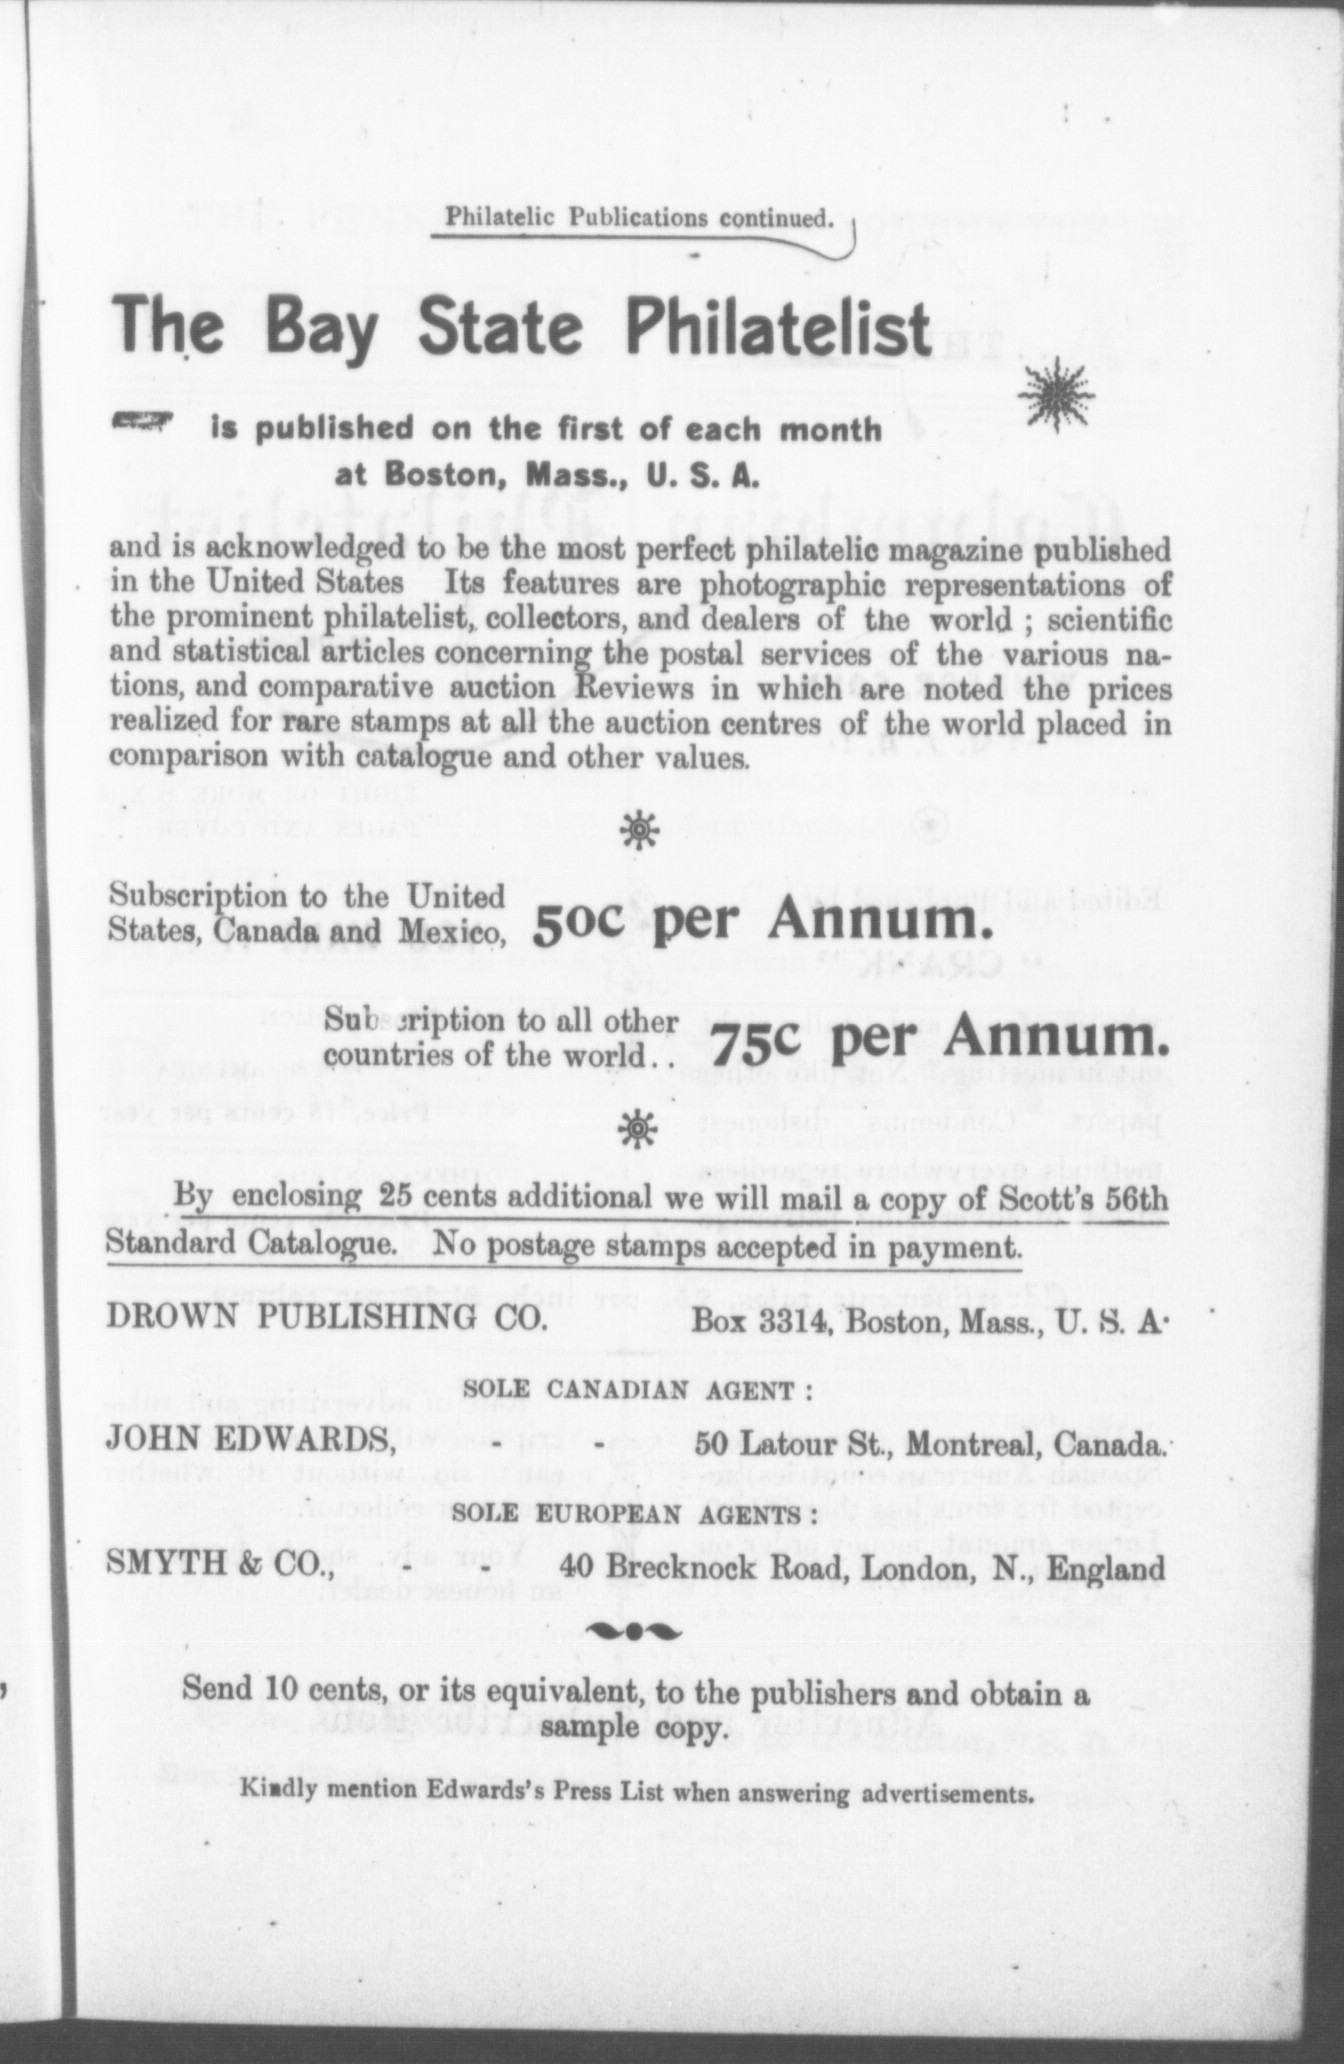 Philatelic Publications continued.
The Bay State Philatelist
is published on the first of each month
at Boston, Mass., U. S. A.
and is acknowledged to be the most perfect philatelic magazine published
in the United States Its features are photographic representations of
the prominent philatelist, collectors, and dealers of the world ; scientific
and statistical articles concerning the postal services of the various na-
tions, and comparative auction Reviews in which are noted the prices
realized for rare stamps at all the auction centres of the world placed in
comparison with catalogue and other values.
Subscription to the United
States, Canada and Mexico,
50c per Annum.
Subscription to all other
countries of the world. .
75c per Annum.
By enclosing 25 cents additional we will mail a copy of Scott's 56th
Standard Catalogue. No postage stamps accepted in payment.
DROWN PUBLISHING CO. Box 3314, Boston, Mass., U. S. A.
SOLE CANADIAN AGENT :
JOHN EDWARDS, - - 50 Latour St., Montreal, Canada.
SOLE EUROPEAN AGENTS :
SMYTH & CO., - - 40 Brecknock Road, London, N., England
Send 10 cents, or its equivalent, to the publishers and obtain a
sample copy.
Kindly mention Edwards's Press List when answering advertisements.